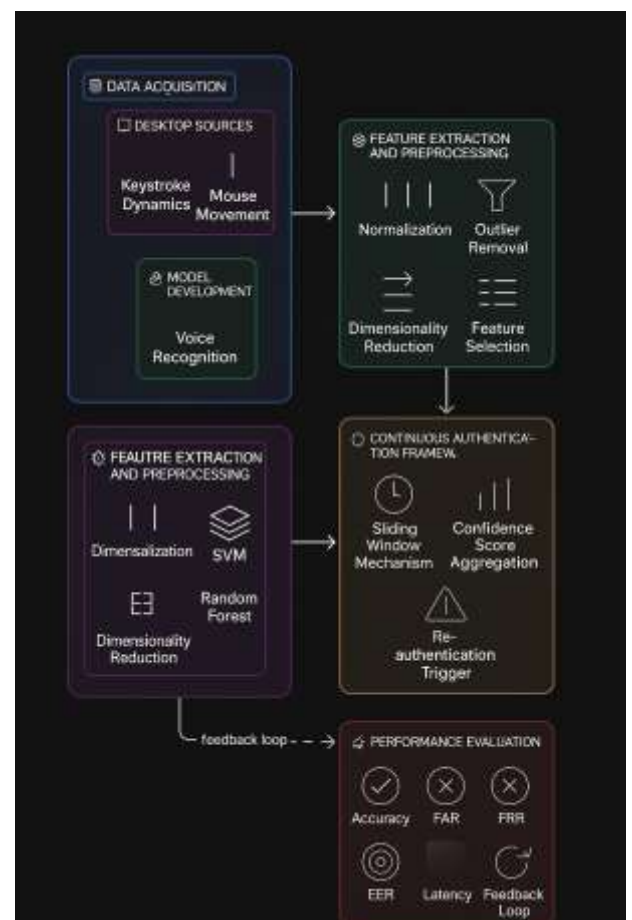 DATA ACQUISITION
DESKTOP SOURCES
Keystroke
Dynamics
Mouse
Movement
MODEL
DEVELOPMENT
Voice
Recognition
FEATURE EXTRACTION
AND PREPROCESSING
Normalization
Outlier
Removal
Dimensionality
Reduction
Feature
Selection
FEAUTRE EXTRACTION
AND PREPROCESSING
Dimensalization
SVM
Dimensionality
Reduction
Random
Forest
CONTINUOUS AUTHENTICA-
TION FRAMEW.
Sliding
Window
Mechanism
Confidence
Score
Aggregation
Re-
authentication
Trigger
feedback loop
PERFORMANCE EVALUATION
Accuracy
FAR
FRR
EER
Latency
Feedback
Loop